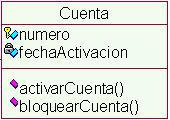 Cuenta
numero
fechaActivacion
activarCuenta()
bloquearCuenta()